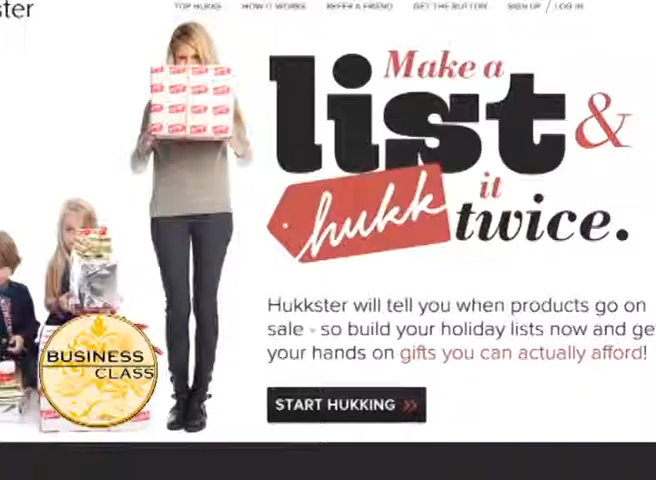 ster
TOP HUKKS HOW IT WORKS REFER A FRIEND GET THE BUTTON SIGN UP / LOG IN
Make a
list &
hukk it
twice.
Hukkster will tell you when products go on
sale - so build your holiday lists now and ge
your hands on gifts you can actually afford!
START HUKKING »
BUSINESS
CLASS